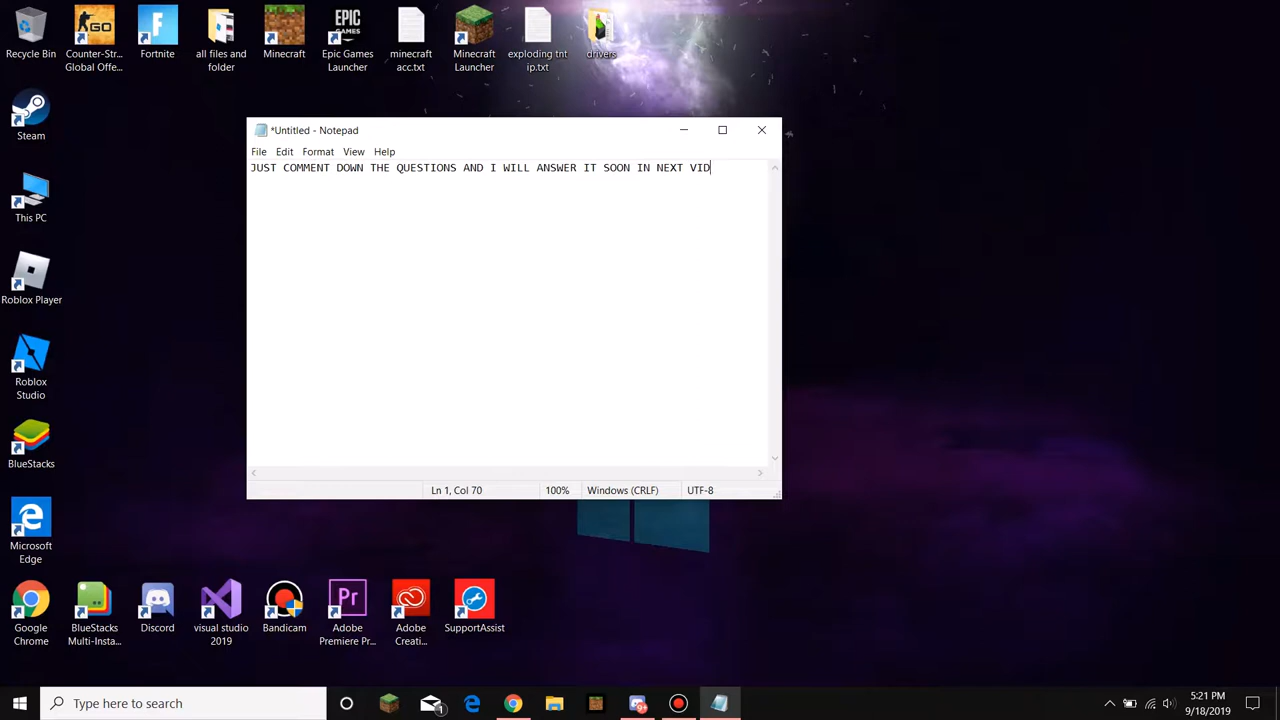 Recycle Bin
Counter-Str...
Global Offe...
Fortnite
all files and
folder
Minecraft
EPIC
GAMES
Epic Games
Launcher
minecraft
acc.txt
Minecraft
Launcher
exploding tnt
ip.txt
drivers
Steam
This PC
Roblox Player
Roblox
Studio
BlueStacks
Microsoft
Edge
Google
Chrome
BlueStacks
Multi-Insta...
Discord
visual studio
2019
Bandicam
Pr
Adobe
Premiere Pr...
Adobe
Creati...
SupportAssist
*Untitled - Notepad
File Edit Format View Help
JUST COMMENT DOWN THE QUESTIONS AND I WILL ANSWER IT SOON IN NEXT VID
Ln 1, Col 70
100%
Windows (CRLF)
UTF-8
Type here to search
1
5:21 PM
9/18/2019